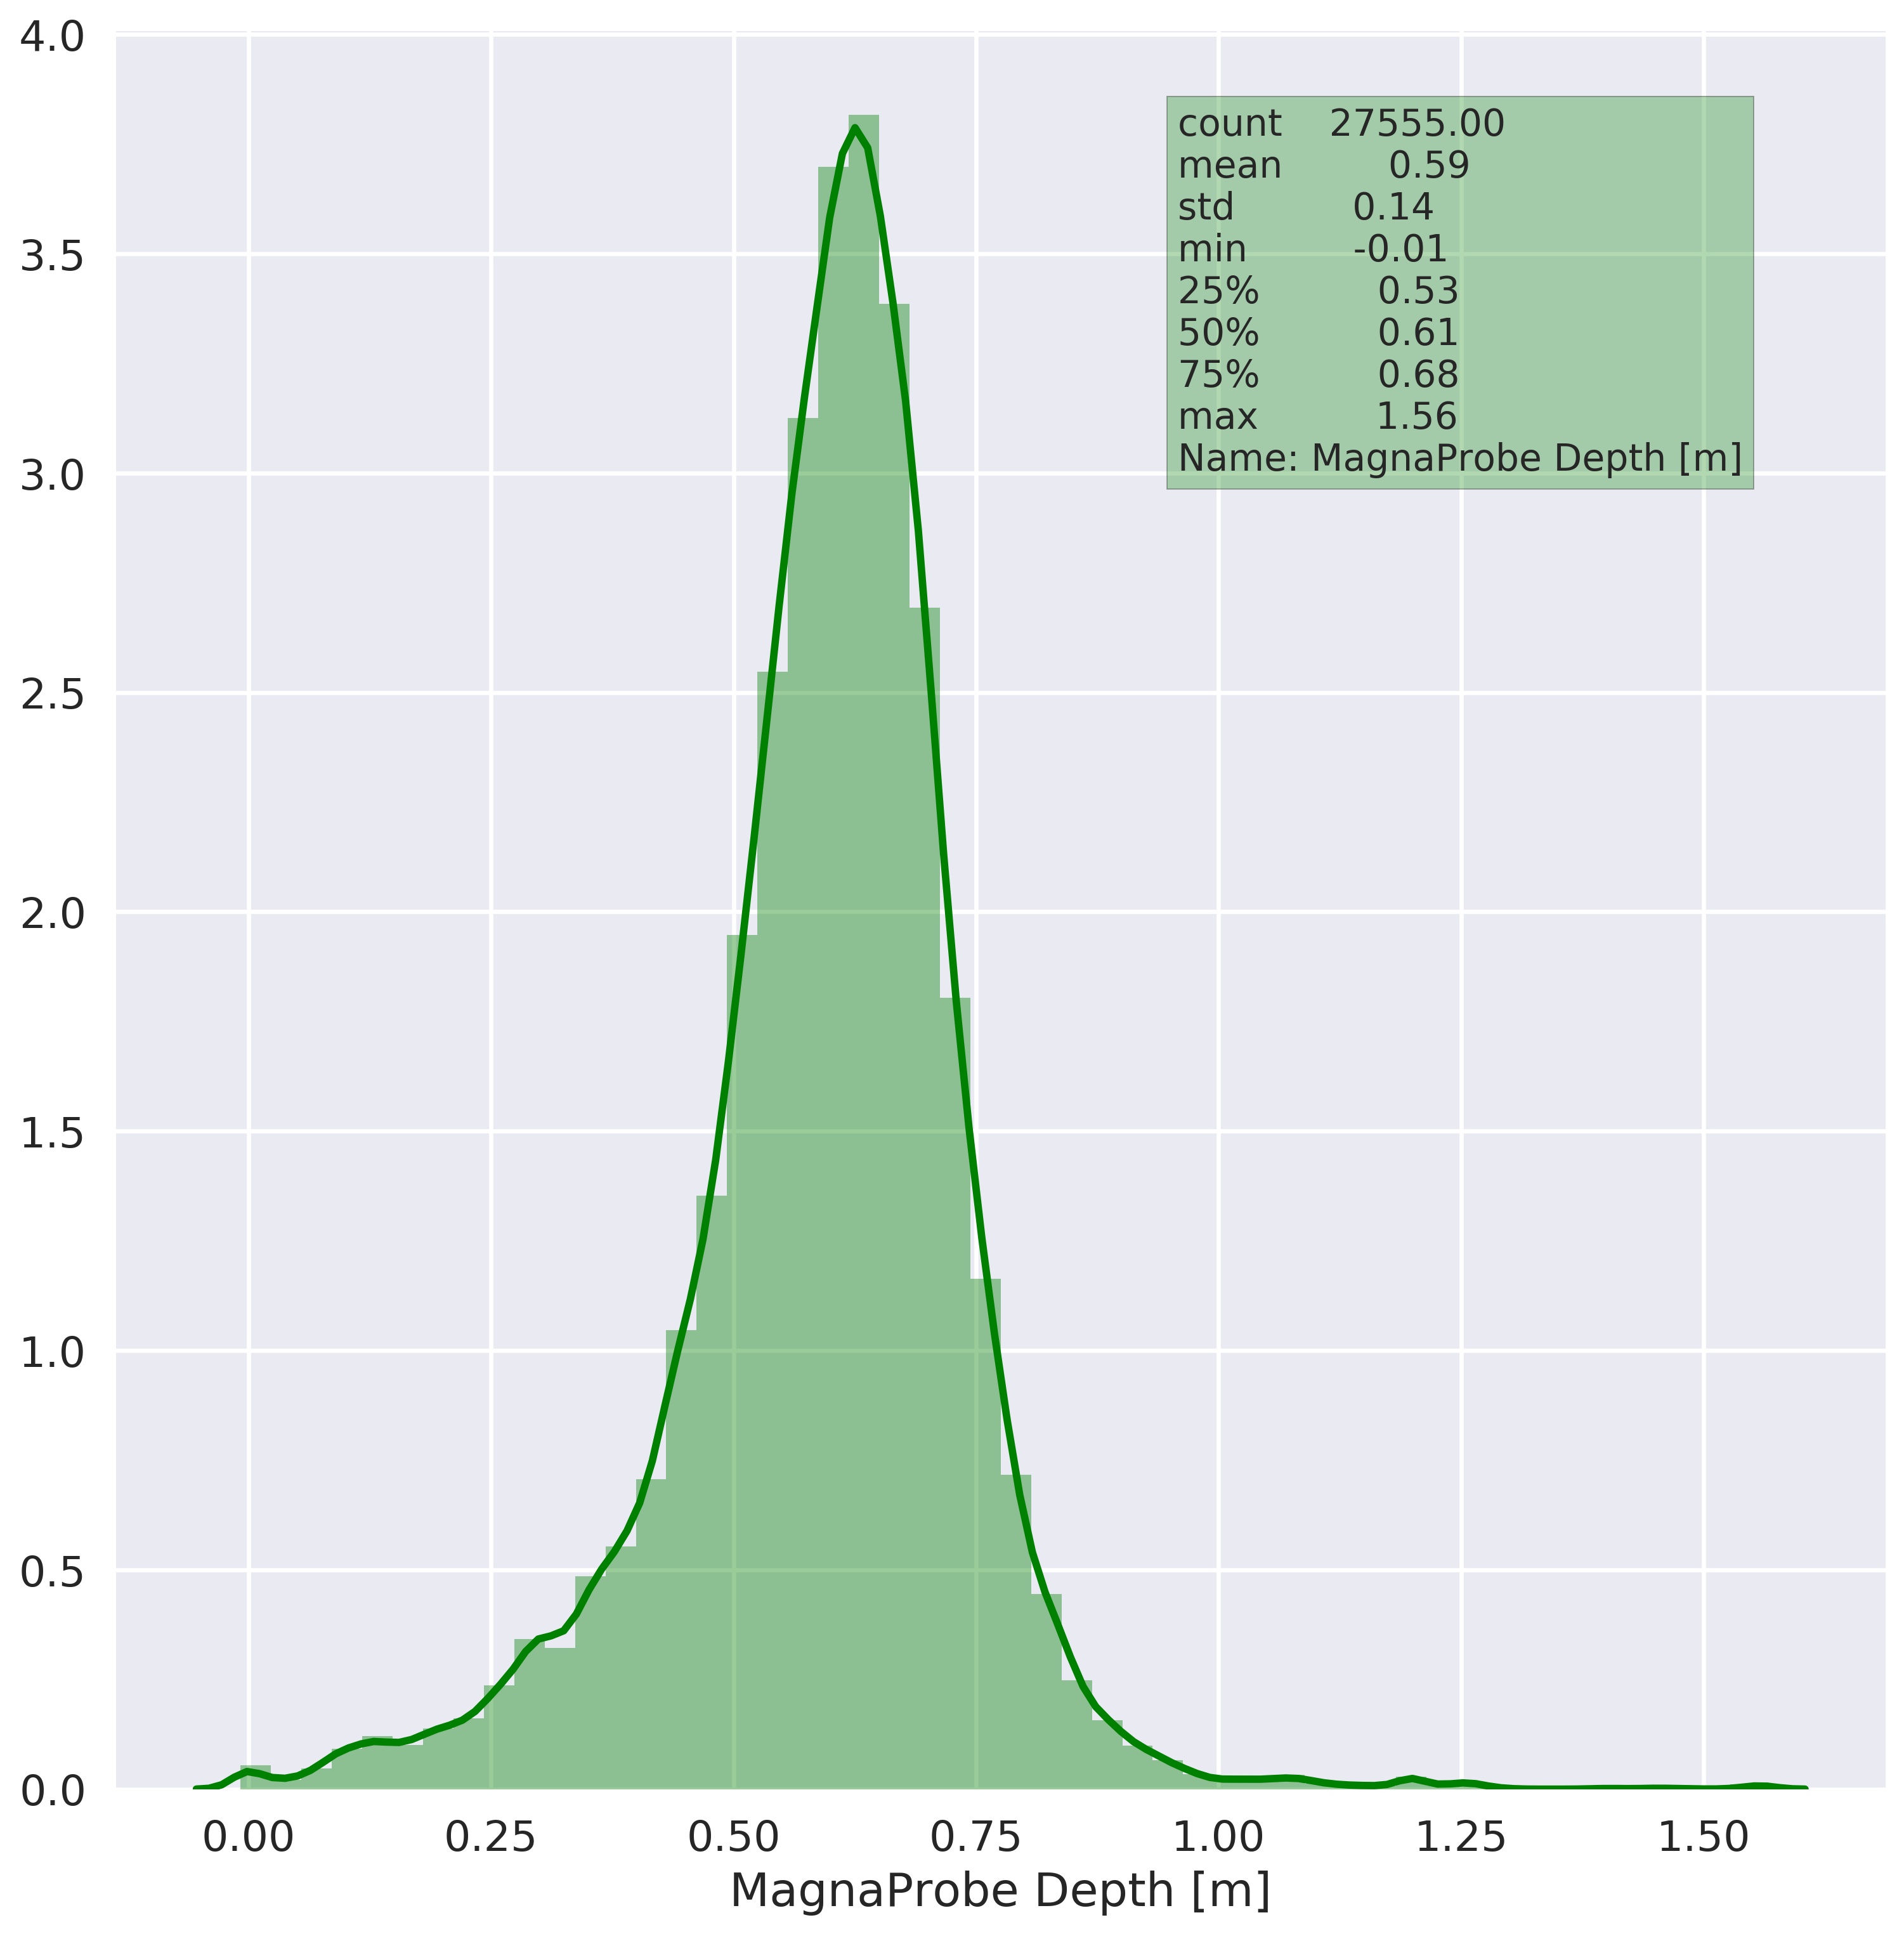 4.0
3.5
3.0
2.5
2.0
1.5
1.0
0.5
0.0
count 27555.00
mean 0.59
std 0.14
min -0.01
25% 0.53
50% 0.61
75% 0.68
max 1.56
Name: MagnaProbe Depth [m]
0.00 0.25 0.50 0.75 1.00 1.25 1.50
MagnaProbe Depth [m]